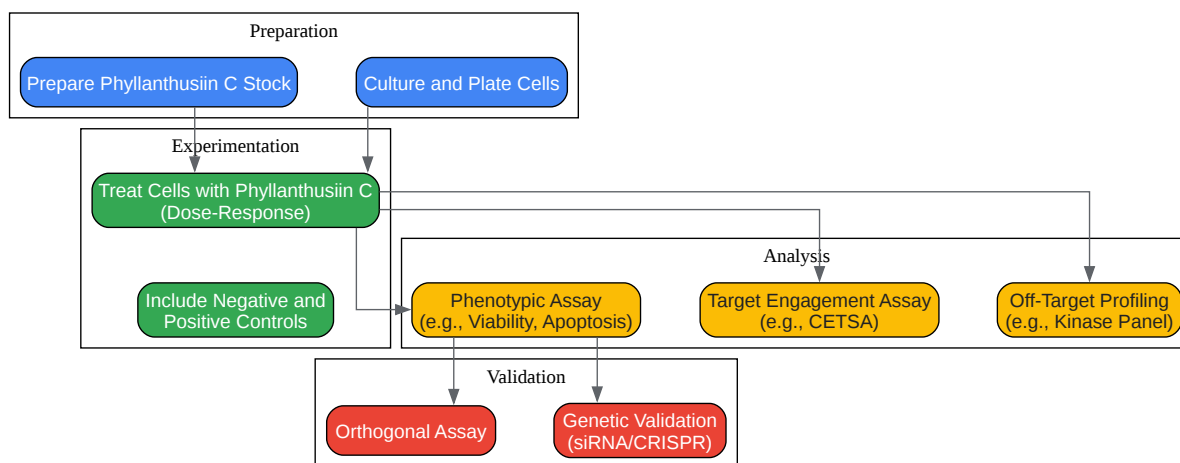 Preparation
Prepare Phyllanthusiin C Stock
Culture and Plate Cells
Experimentation
Treat Cells with Phyllanthusiin C
(Dose-Response)
Include Negative and
Positive Controls
Analysis
Phenotypic Assay
(e.g., Viability, Apoptosis)
Target Engagement Assay
(e.g., CETSA)
Off-Target Profiling
(e.g., Kinase Panel)
Validation
Orthogonal Assay
Genetic Validation
(siRNA/CRISPR)